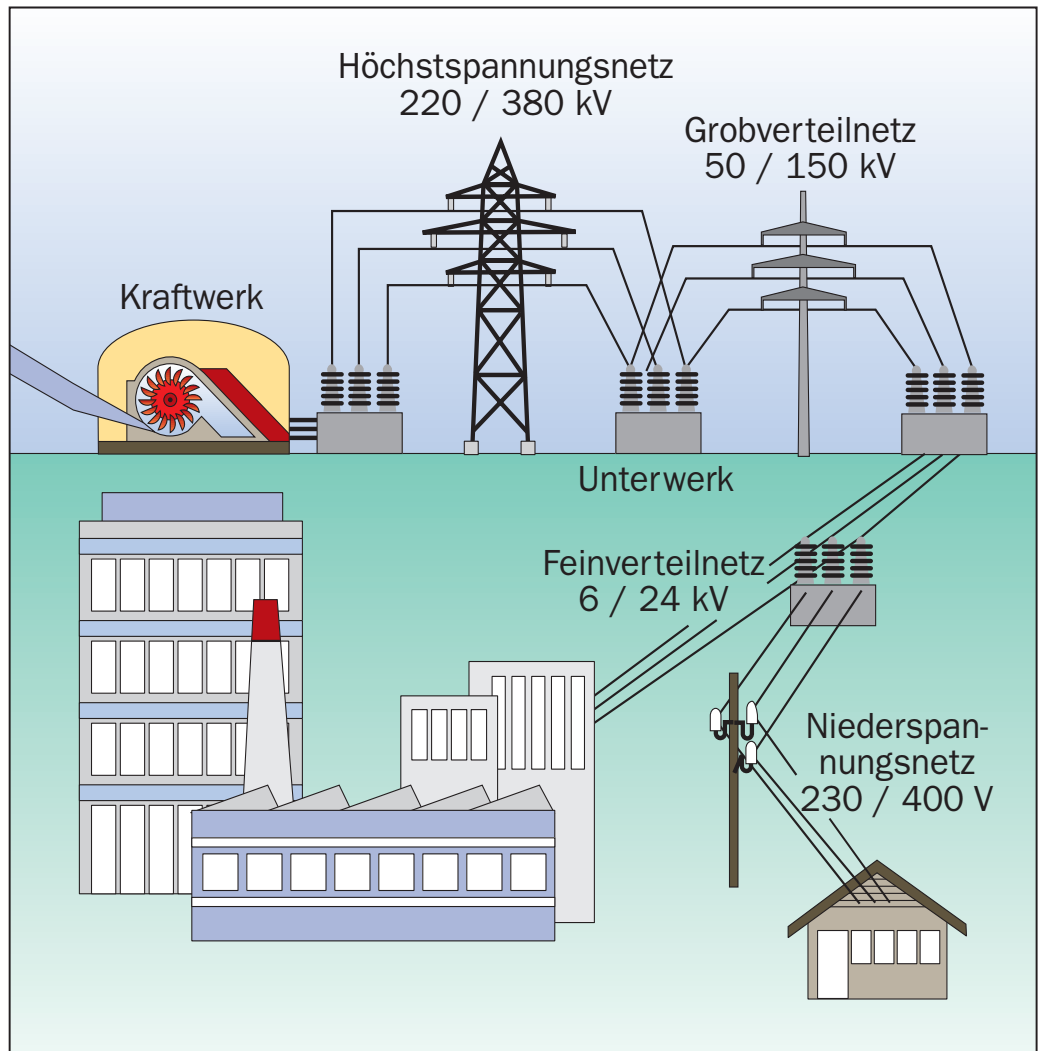 Höchstspannungsnetz
220 / 380 kV
Grobverteilnetz
50 / 150 kV
Kraftwerk
Unterwerk
Feinverteilnetz
6 / 24 kV
Niederspan-
nungsnetz
230 / 400 V